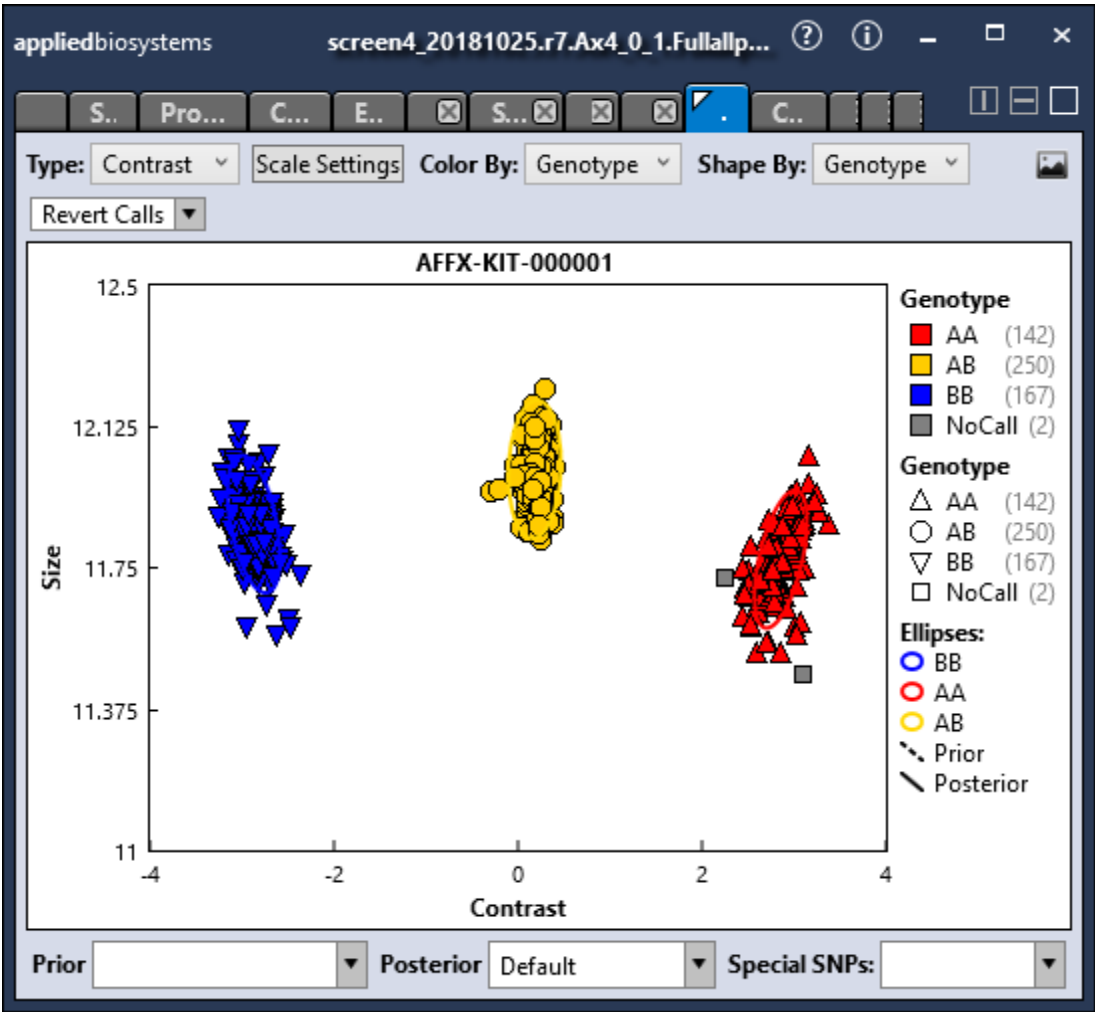 appliedbiosystems screen4_20181025.r7.Ax4_0_1.Fullallp...
S.. Pro... C... E.. S... . C..
Type: Contrast Scale Settings Color By: Genotype Shape By: Genotype
Revert Calls
AFFX-KIT-000001
12.5
12.125
11.75
11.375
11
Size
-4 -2 0 2 4
Contrast
Genotype
AA (142)
AB (250)
BB (167)
NoCall (2)
Genotype
AA (142)
AB (250)
BB (167)
NoCall (2)
Ellipses:
BB
AA
AB
Prior
Posterior
Prior Posterior Default Special SNPs: